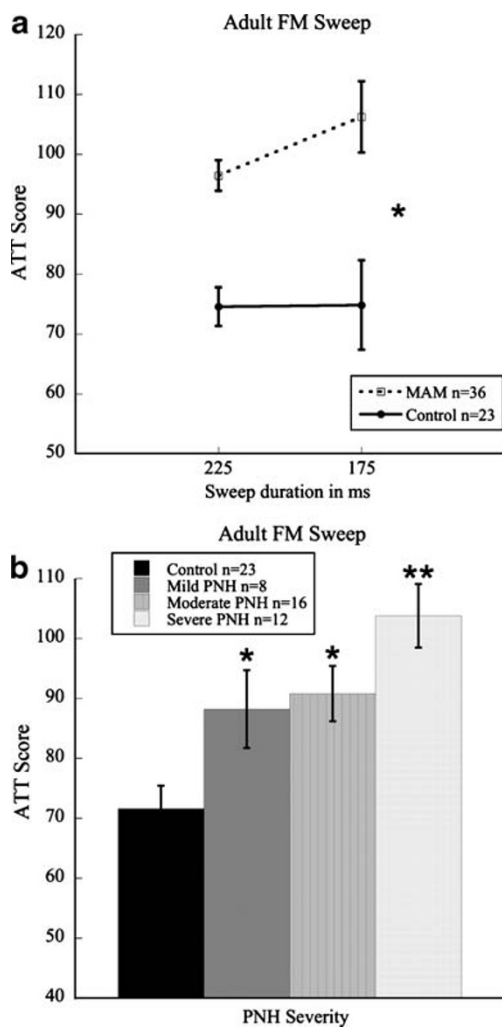 a
Adult FM Sweep
120
110
100
90
80
70
60
50
ATT Score
*
MAM n=36
Control n=23
225 175
Sweep duration in ms
b
Adult FM Sweep
110
100
90
80
70
60
50
40
ATT Score
Control n=23
Mild PNH n=8
Moderate PNH n=16
Severe PNH n=12
* * **
PNH Severity